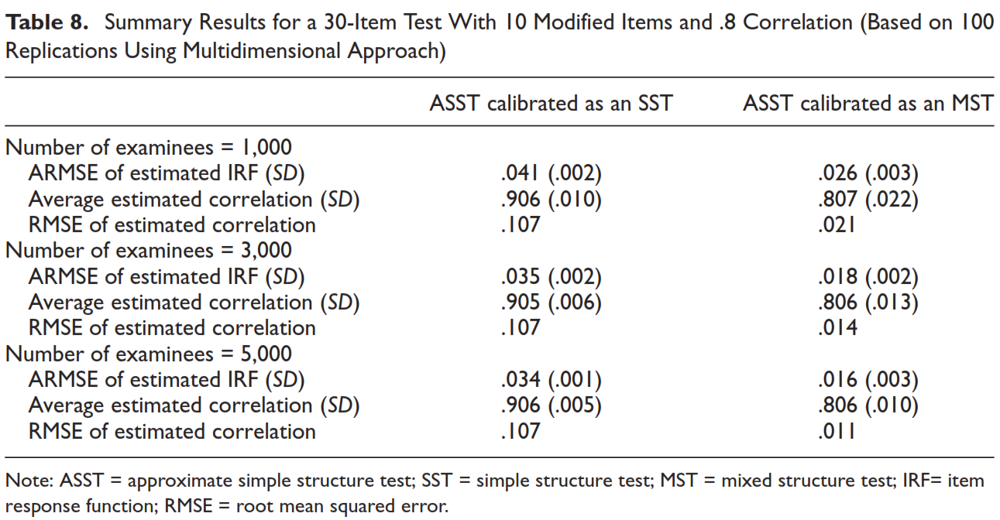 Table 8. Summary Results for a 30-Item Test With 10 Modified Items and .8 Correlation (Based on 100
Replications Using Multidimensional Approach)
ASST calibrated as an SST ASST calibrated as an MST
Number of examinees = 1,000
ARMSE of estimated IRF (SD) .041 (.002) .026 (.003)
Average estimated correlation (SD) .906 (.010) .807 (.022)
RMSE of estimated correlation .107 .021
Number of examinees = 3,000
ARMSE of estimated IRF (SD) .035 (.002) .018 (.002)
Average estimated correlation (SD) .905 (.006) .806 (.013)
RMSE of estimated correlation .107 .014
Number of examinees = 5,000
ARMSE of estimated IRF (SD) .034 (.001) .016 (.003)
Average estimated correlation (SD) .906 (.005) .806 (.010)
RMSE of estimated correlation .107 .011
Note: ASST = approximate simple structure test; SST = simple structure test; MST = mixed structure test; IRF= item
response function; RMSE = root mean squared error.